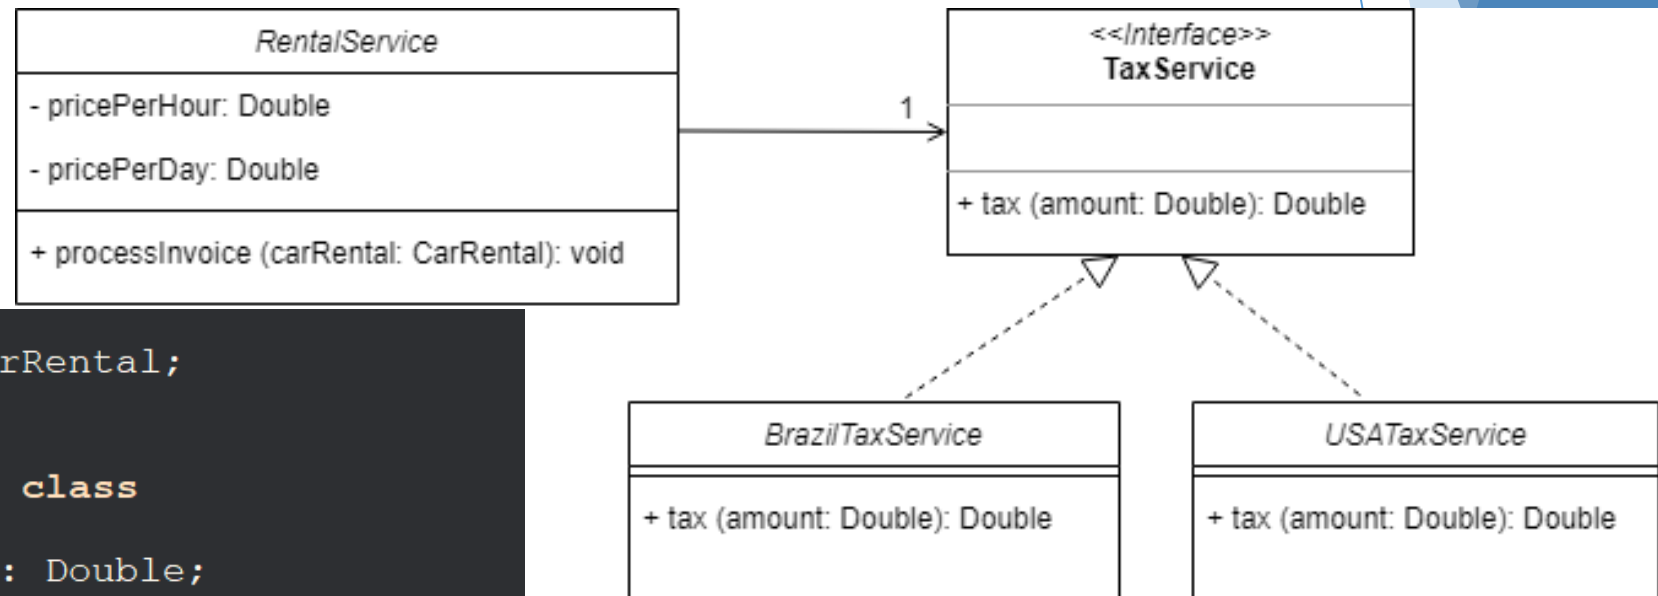 RentalService
- pricePerHour: Double
- pricePerDay: Double
+ processInvoice (carRental: CarRental): void
1
<<Interface>>
TaxService
+ tax (amount: Double): Double
rRental;
class
: Double;
BrazilTaxService
+ tax (amount: Double): Double
USATaxService
+ tax (amount: Double): Double